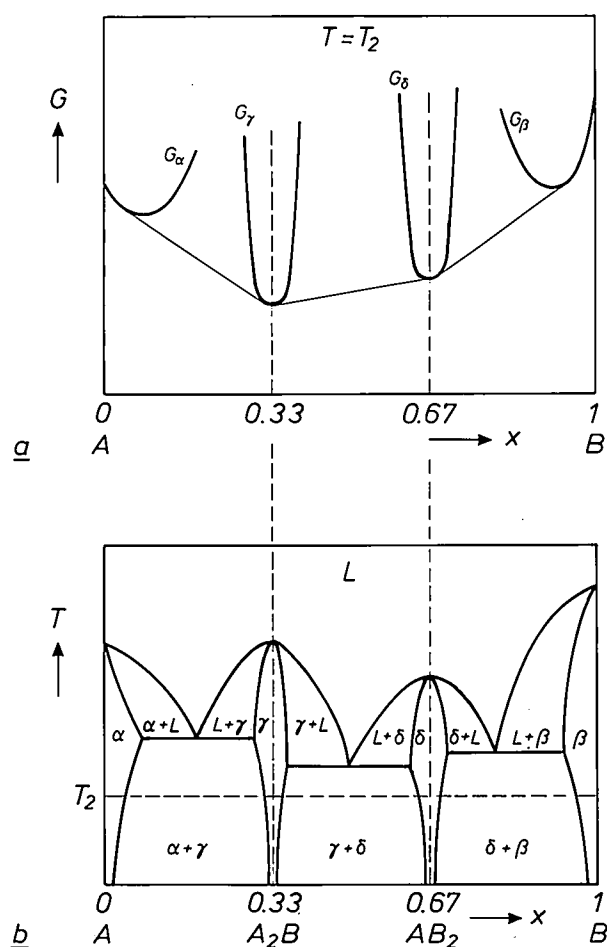 T = T₂
G
Gα
Gγ
Gδ
Gβ
0 0.33 0.67 1
a A x B
L
T
α α+L L+γ γ γ+L L+δ δ δ+L L+β β
T₂
α+γ γ+δ δ+β
0 0.33 0.67 x 1
b A A₂B AB₂ B